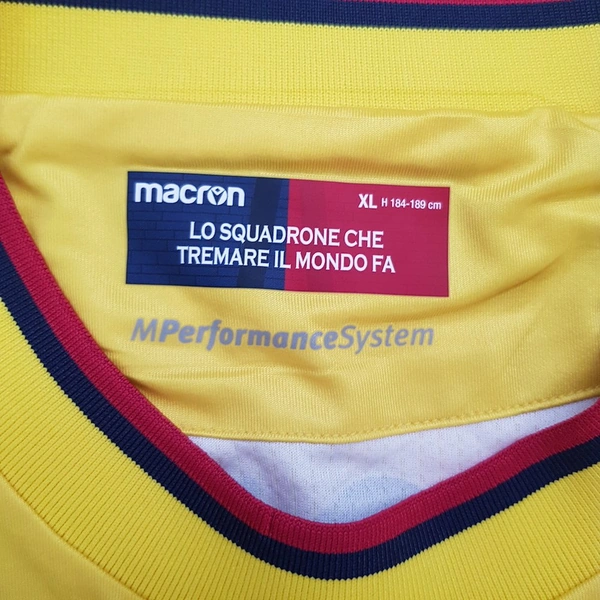 macron
XL H 184-189 cm
LO SQUADRONE CHE
TREMARE IL MONDO FA
MPerformanceSystem